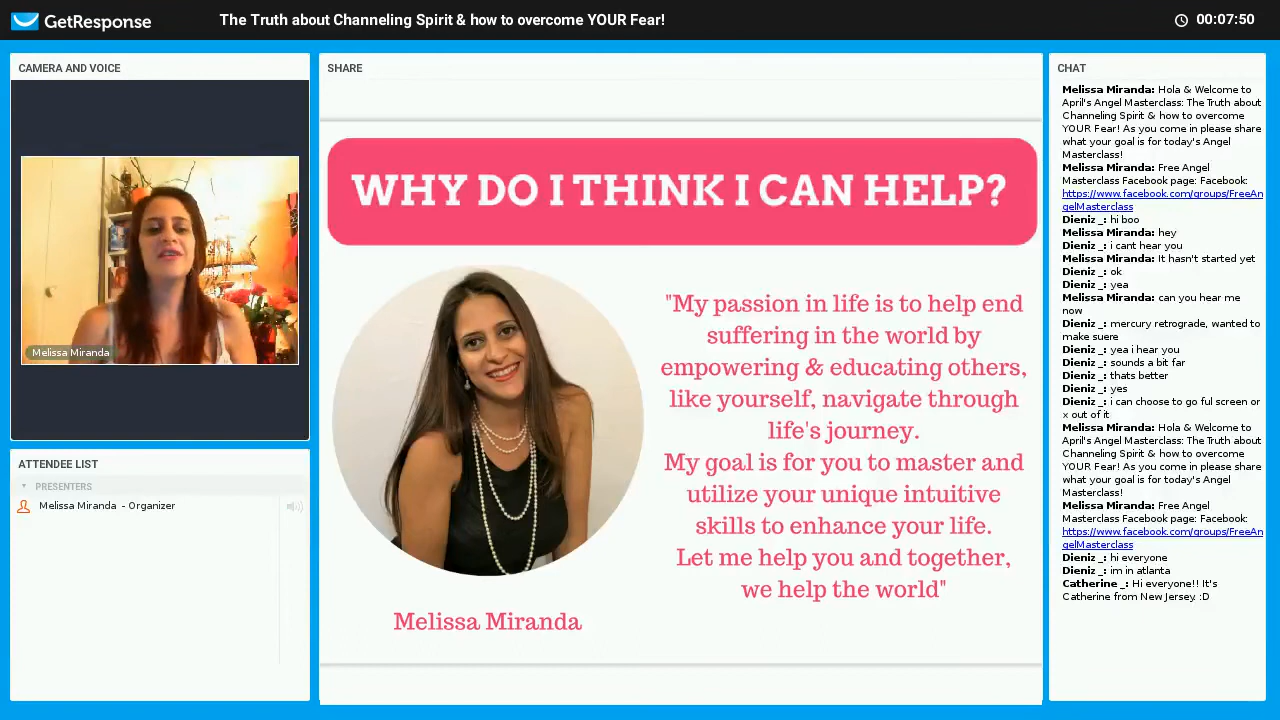 GetResponse
The Truth about Channeling Spirit & how to overcome YOUR Fear!
00:07:50
CAMERA AND VOICE
Melissa Miranda
ATTENDEE LIST
PRESENTERS
Melissa Miranda - Organizer
SHARE
WHY DO I THINK I CAN HELP?
"My passion in life is to help end
suffering in the world by
empowering & educating others,
like yourself, navigate through
life's journey.
My goal is for you to master and
utilize your unique intuitive
skills to enhance your life.
Let me help you and together,
we help the world"
Melissa Miranda
CHAT
Melissa Miranda: Hola & Welcome to
April's Angel Masterclass: The Truth about
Channeling Spirit & how to overcome
YOUR Fear! As you come in please share
what your goal is for today's Angel
Masterclass!
Melissa Miranda: Free Angel
Masterclass Facebook page: Facebook:
https://www.facebook.com/groups/FreeAn
gelMasterclass
Dieniz _: hi boo
Melissa Miranda: hey
Dieniz _: i cant hear you
Melissa Miranda: It hasn't started yet
Dieniz _: ok
Dieniz _: yea
Melissa Miranda: can you hear me
now
Dieniz _: mercury retrograde, wanted to
make suere
Dieniz _: yea i hear you
Dieniz _: sounds a bit far
Dieniz _: thats better
Dieniz _: yes
Dieniz _: i can choose to go ful screen or
x out of it
Melissa Miranda: Hola & Welcome to
April's Angel Masterclass: The Truth about
Channeling Spirit & how to overcome
YOUR Fear! As you come in please share
what your goal is for today's Angel
Masterclass!
Melissa Miranda: Free Angel
Masterclass Facebook page: Facebook:
https://www.facebook.com/groups/FreeAn
gelMasterclass
Dieniz _: hi everyone
Dieniz _: im in atlanta
Catherine _: Hi everyone!! It's
Catherine from New Jersey. :D